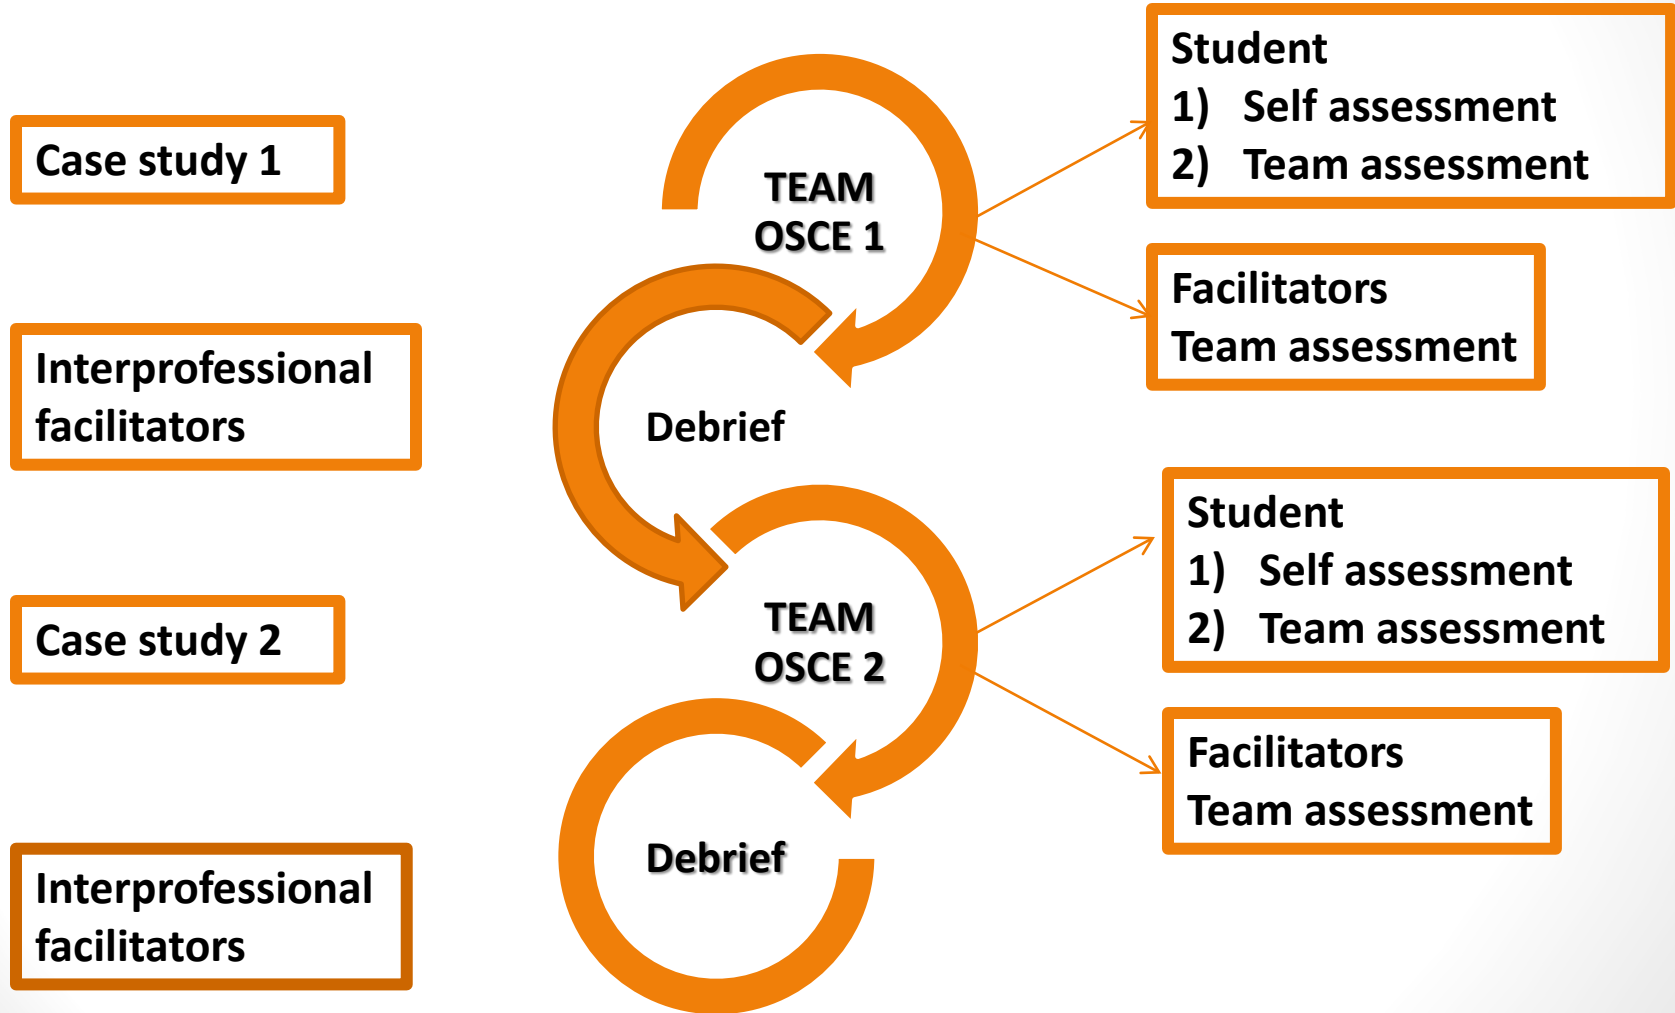 Case study 1
Interprofessional
facilitators
Case study 2
Interprofessional
facilitators
TEAM
OSCE 1
Debrief
TEAM
OSCE 2
Debrief
Student
1) Self assessment
2) Team assessment
Facilitators
Team assessment
Student
1) Self assessment
2) Team assessment
Facilitators
Team assessment